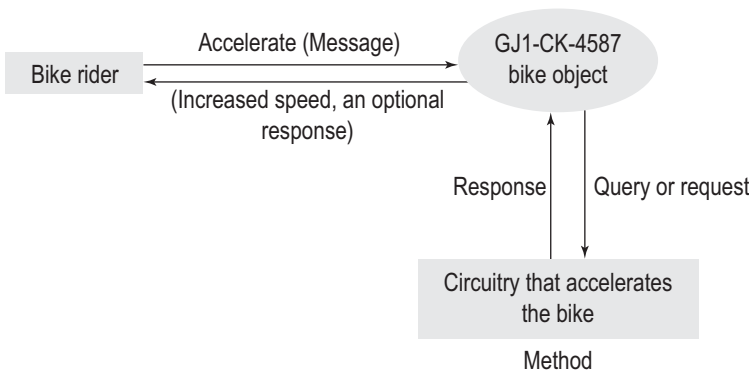 Accelerate (Message)
GJ1-CK-4587
bike object
Bike rider
(Increased speed, an optional
response)
Response
Query or request
Circuitry that accelerates
the bike
Method